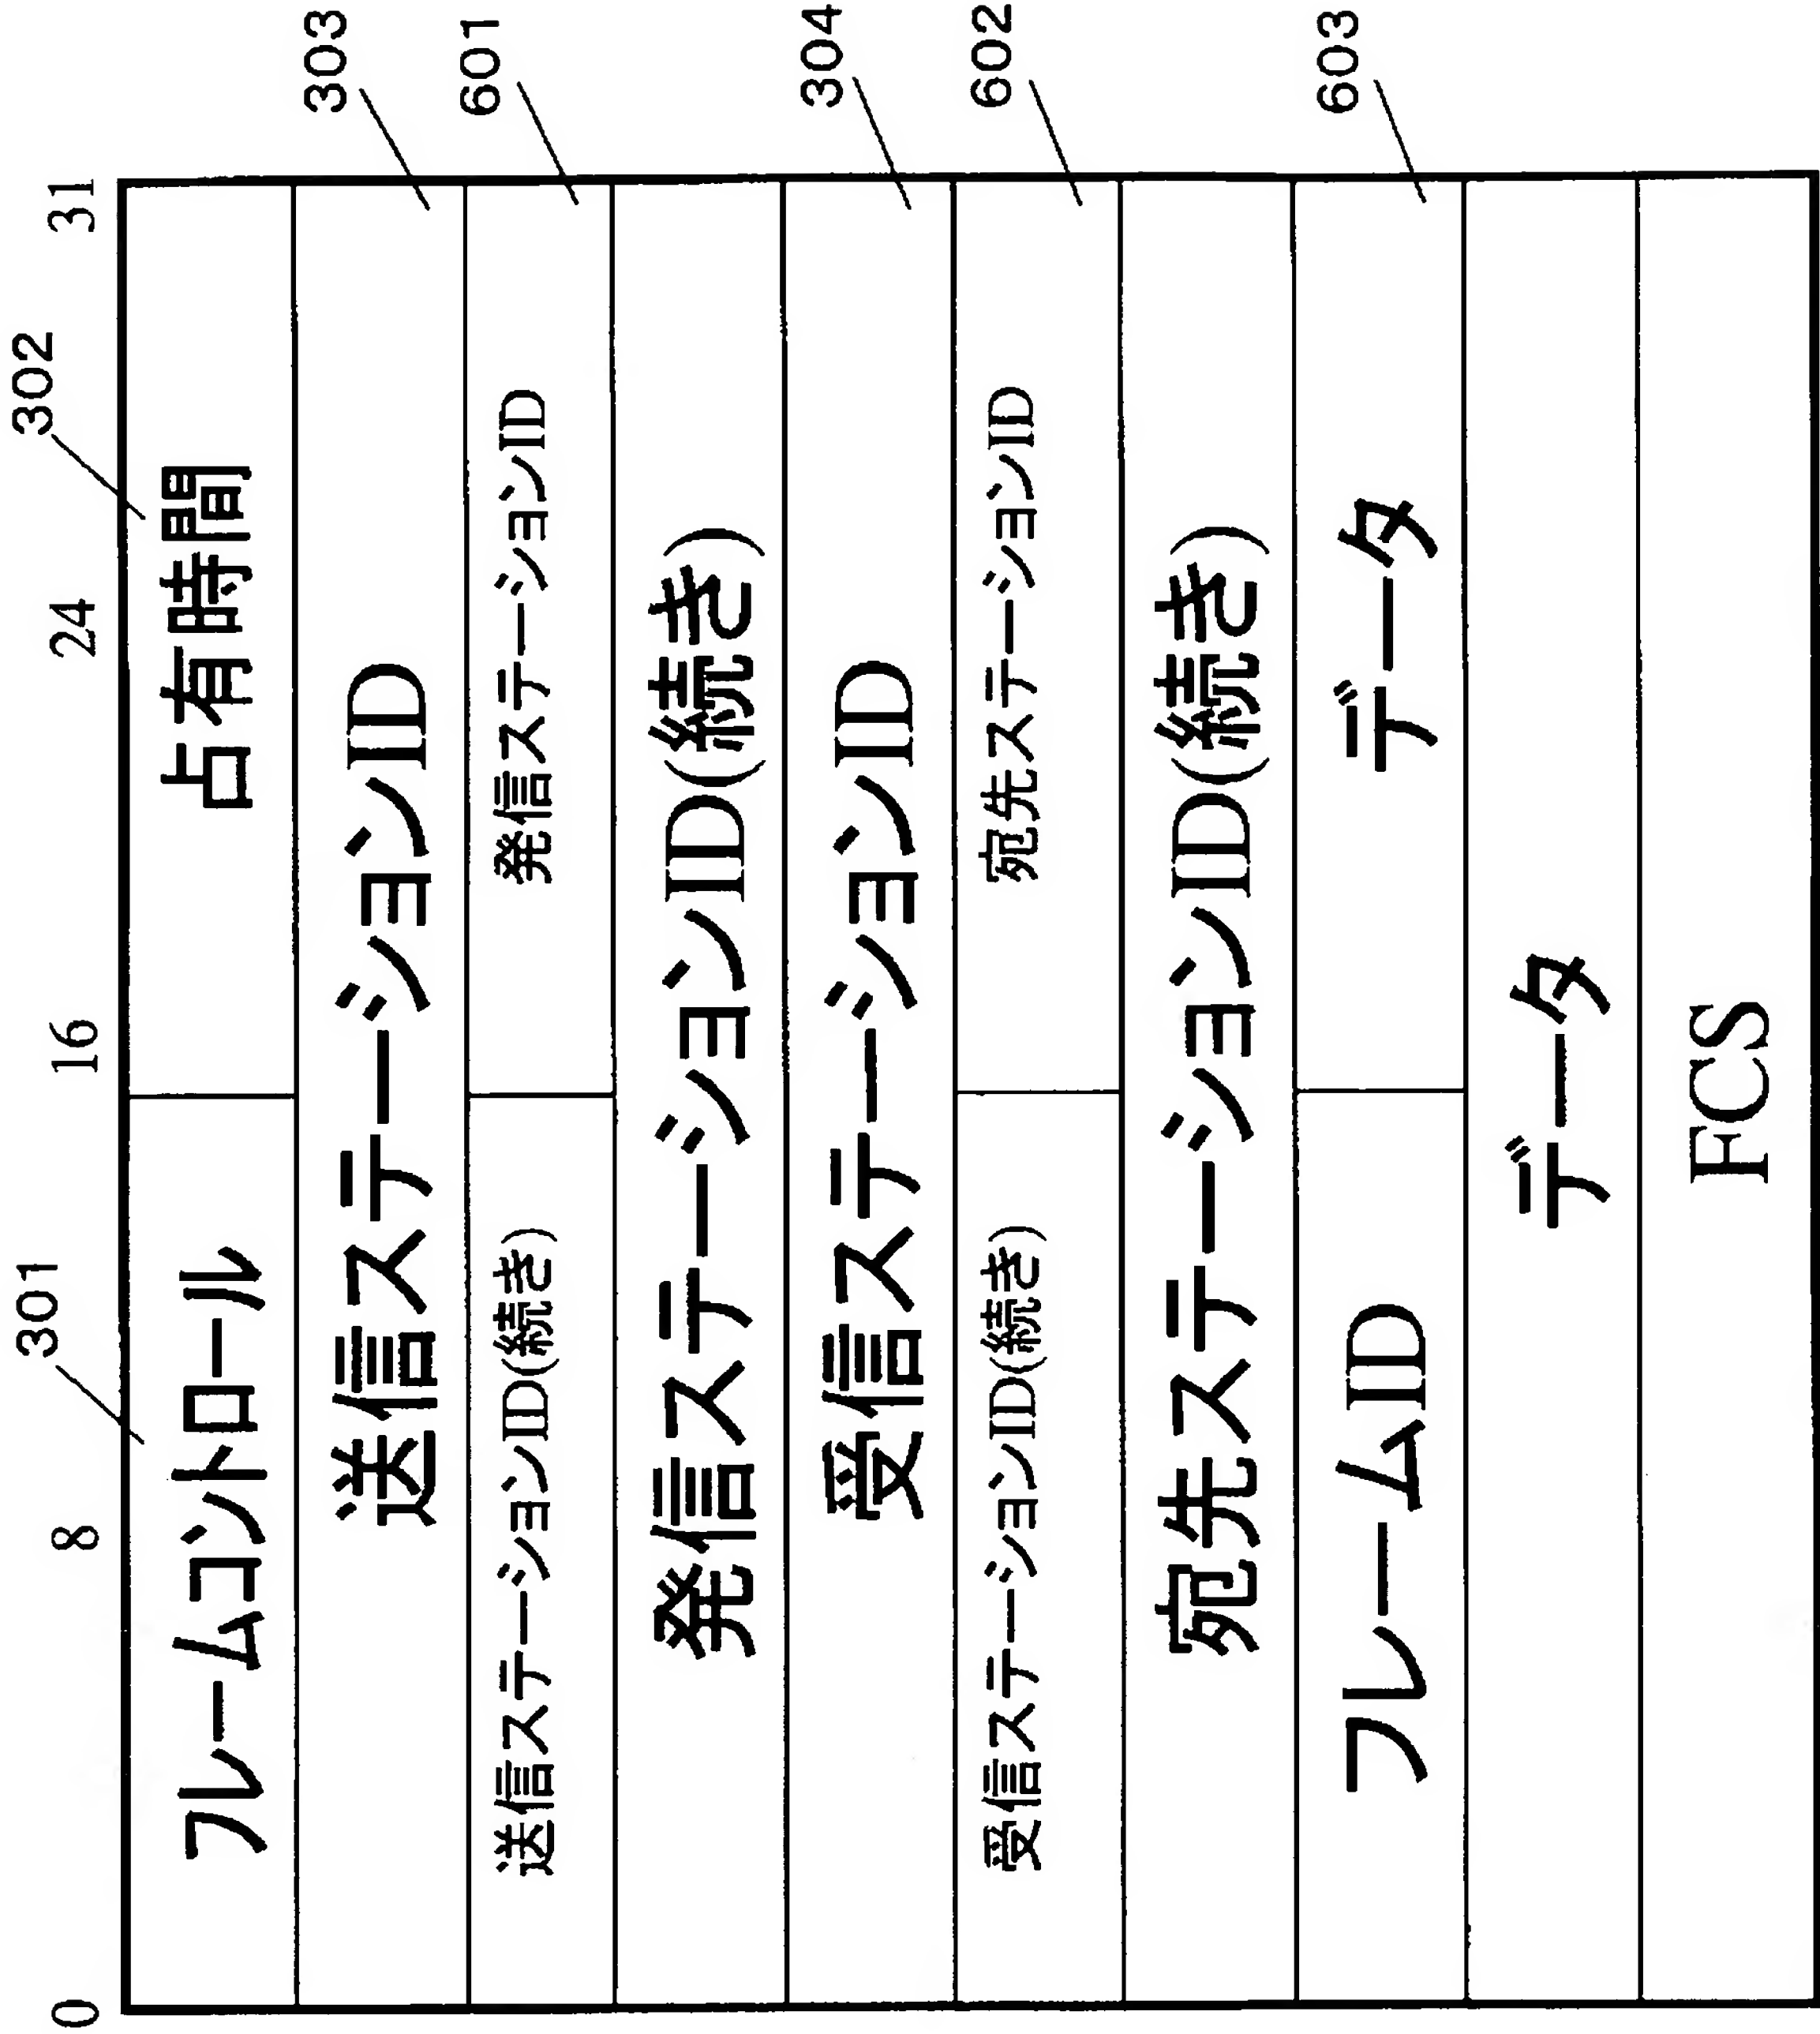 0 8 16 24 31
301 302
フレームコントロール 占有時間
送信ステーションID 303
送信ステーションID(続き) 発信ステーションID 601
発信ステーションID(続き)
受信ステーションID 304
受信ステーションID(続き) 宛先ステーションID 602
宛先ステーションID(続き)
フレームID データ 603
データ
FCS